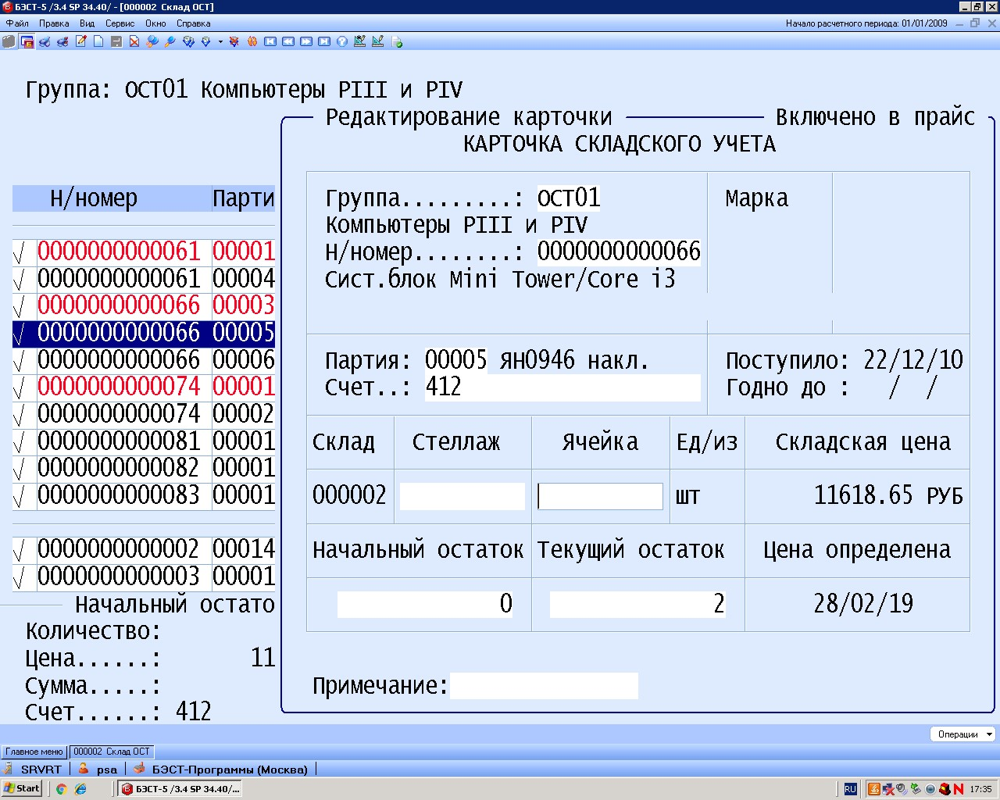 БЭСТ-5 /3.4 SP 34.40/ - [000002 Склад ОСТ]
Файл Правка Вид Сервис Окно Справка
Начало расчетного периода: 01/01/2009
Группа: ОСТ01 Компьютеры PIII и PIV
Редактирование карточки
Включено в прайс
КАРТОЧКА СКЛАДСКОГО УЧЕТА
Н/номер Парти
√ 0000000000061 00001
√ 0000000000061 00004
√ 0000000000066 00003
√ 0000000000066 00005
√ 0000000000066 00006
√ 0000000000074 00001
√ 0000000000074 00002
√ 0000000000081 00001
√ 0000000000082 00001
√ 0000000000083 00001
√ 0000000000002 00014
√ 0000000000003 00001
Начальный остато
Количество:
Цена......: 11
Сумма.....:
Счет......: 412
Группа.........: ОСТ01
Марка
Компьютеры PIII и PIV
Н/номер........: 0000000000066
Сист.блок Mini Tower/Core i3
Партия: 00005 ЯН0946 накл.
Поступило: 22/12/10
Счет..: 412
Годно до : / /
Склад Стеллаж Ячейка Ед/из Складская цена
000002 шт 11618.65 РУБ
Начальный остаток Текущий остаток Цена определена
0 2 28/02/19
Примечание:
Операции
Главное меню 000002 Склад ОСТ
SRVRT psa БЭСТ-Программы (Москва)
Start БЭСТ-5 /3.4 SP 34.40/... RU 17:35